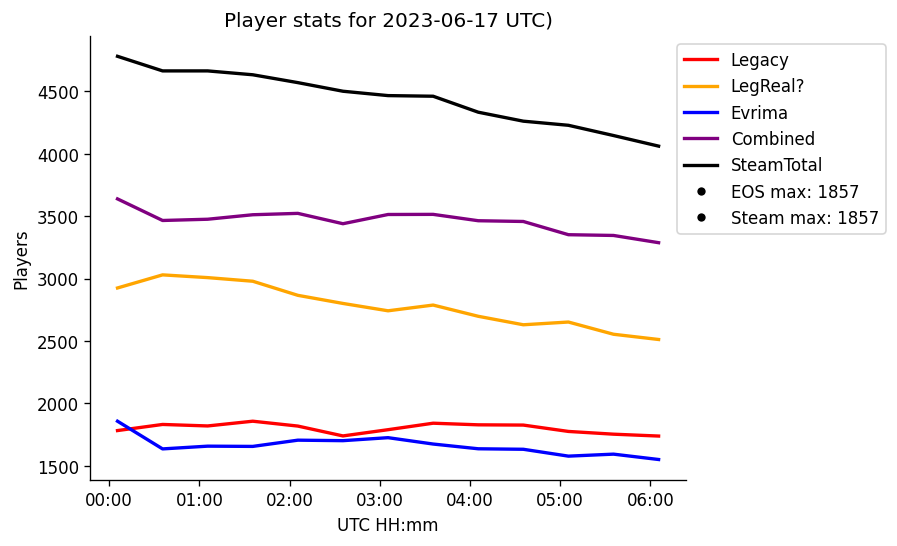 Player stats for 2023-06-17 UTC)
Legacy
LegReal?
Evrima
Combined
SteamTotal
EOS max: 1857
Steam max: 1857
Players
4500
4000
3500
3000
2500
2000
1500
00:00 01:00 02:00 03:00 04:00 05:00 06:00
UTC HH:mm